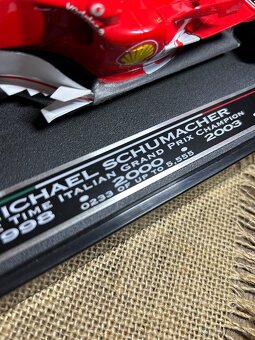 MICHAEL SCHUMACHER
TIME ITALIAN GRAND PRIX CHAMPION
1998 • 2000 • 2003
0233 OF UP TO 5,555